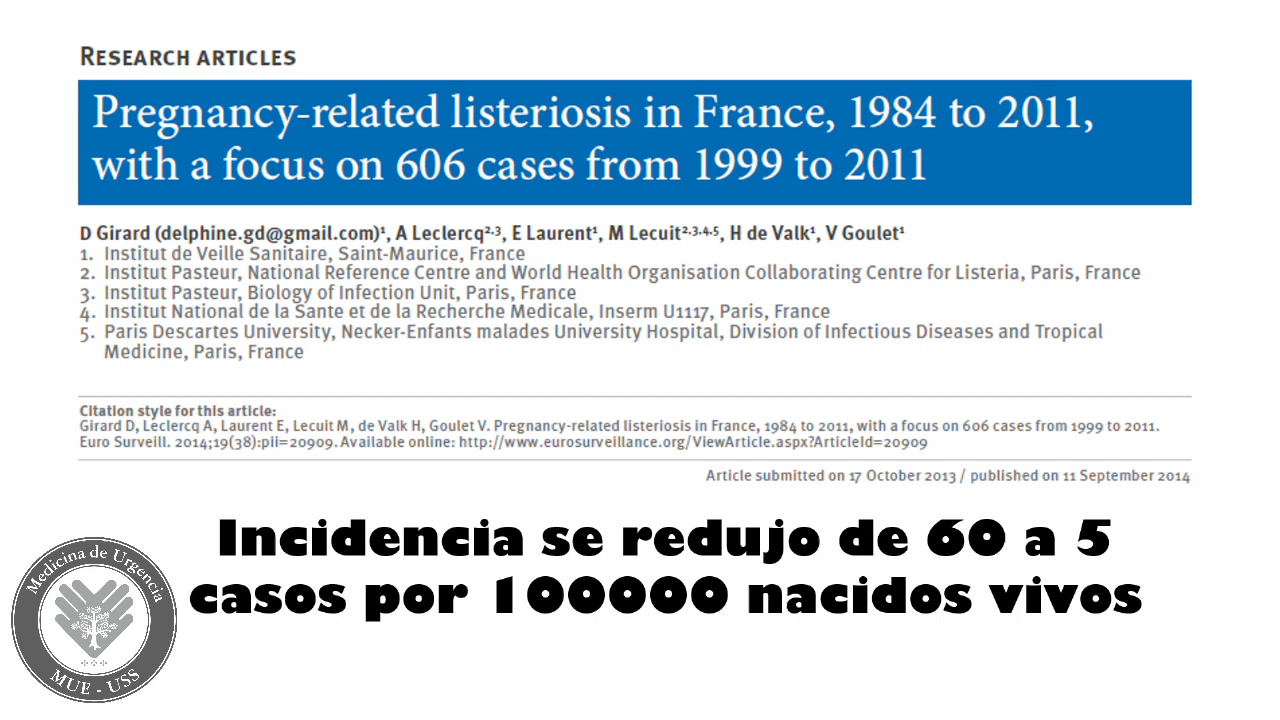 RESEARCH ARTICLES
Pregnancy-related listeriosis in France, 1984 to 2011,
with a focus on 606 cases from 1999 to 2011
D Girard (delphine.gd@gmail.com)¹, A Leclercq²,³, E Laurent¹, M Lecuit²,³,⁴,⁵, H de Valk¹, V Goulet¹
1. Institut de Veille Sanitaire, Saint-Maurice, France
2. Institut Pasteur, National Reference Centre and World Health Organisation Collaborating Centre for Listeria, Paris, France
3. Institut Pasteur, Biology of Infection Unit, Paris, France
4. Institut National de la Sante et de la Recherche Medicale, Inserm U1117, Paris, France
5. Paris Descartes University, Necker-Enfants malades University Hospital, Division of Infectious Diseases and Tropical
Medicine, Paris, France
Citation style for this article:
Girard D, Leclercq A, Laurent E, Lecuit M, de Valk H, Goulet V. Pregnancy-related listeriosis in France, 1984 to 2011, with a focus on 606 cases from 1999 to 2011.
Euro Surveill. 2014;19(38):pii=20909. Available online: http://www.eurosurveillance.org/ViewArticle.aspx?ArticleId=20909
Article submitted on 17 October 2013 / published on 11 September 2014
Incidencia se redujo de 60 a 5
casos por 100000 nacidos vivos
Medicina de Urgencia
MUE - USS